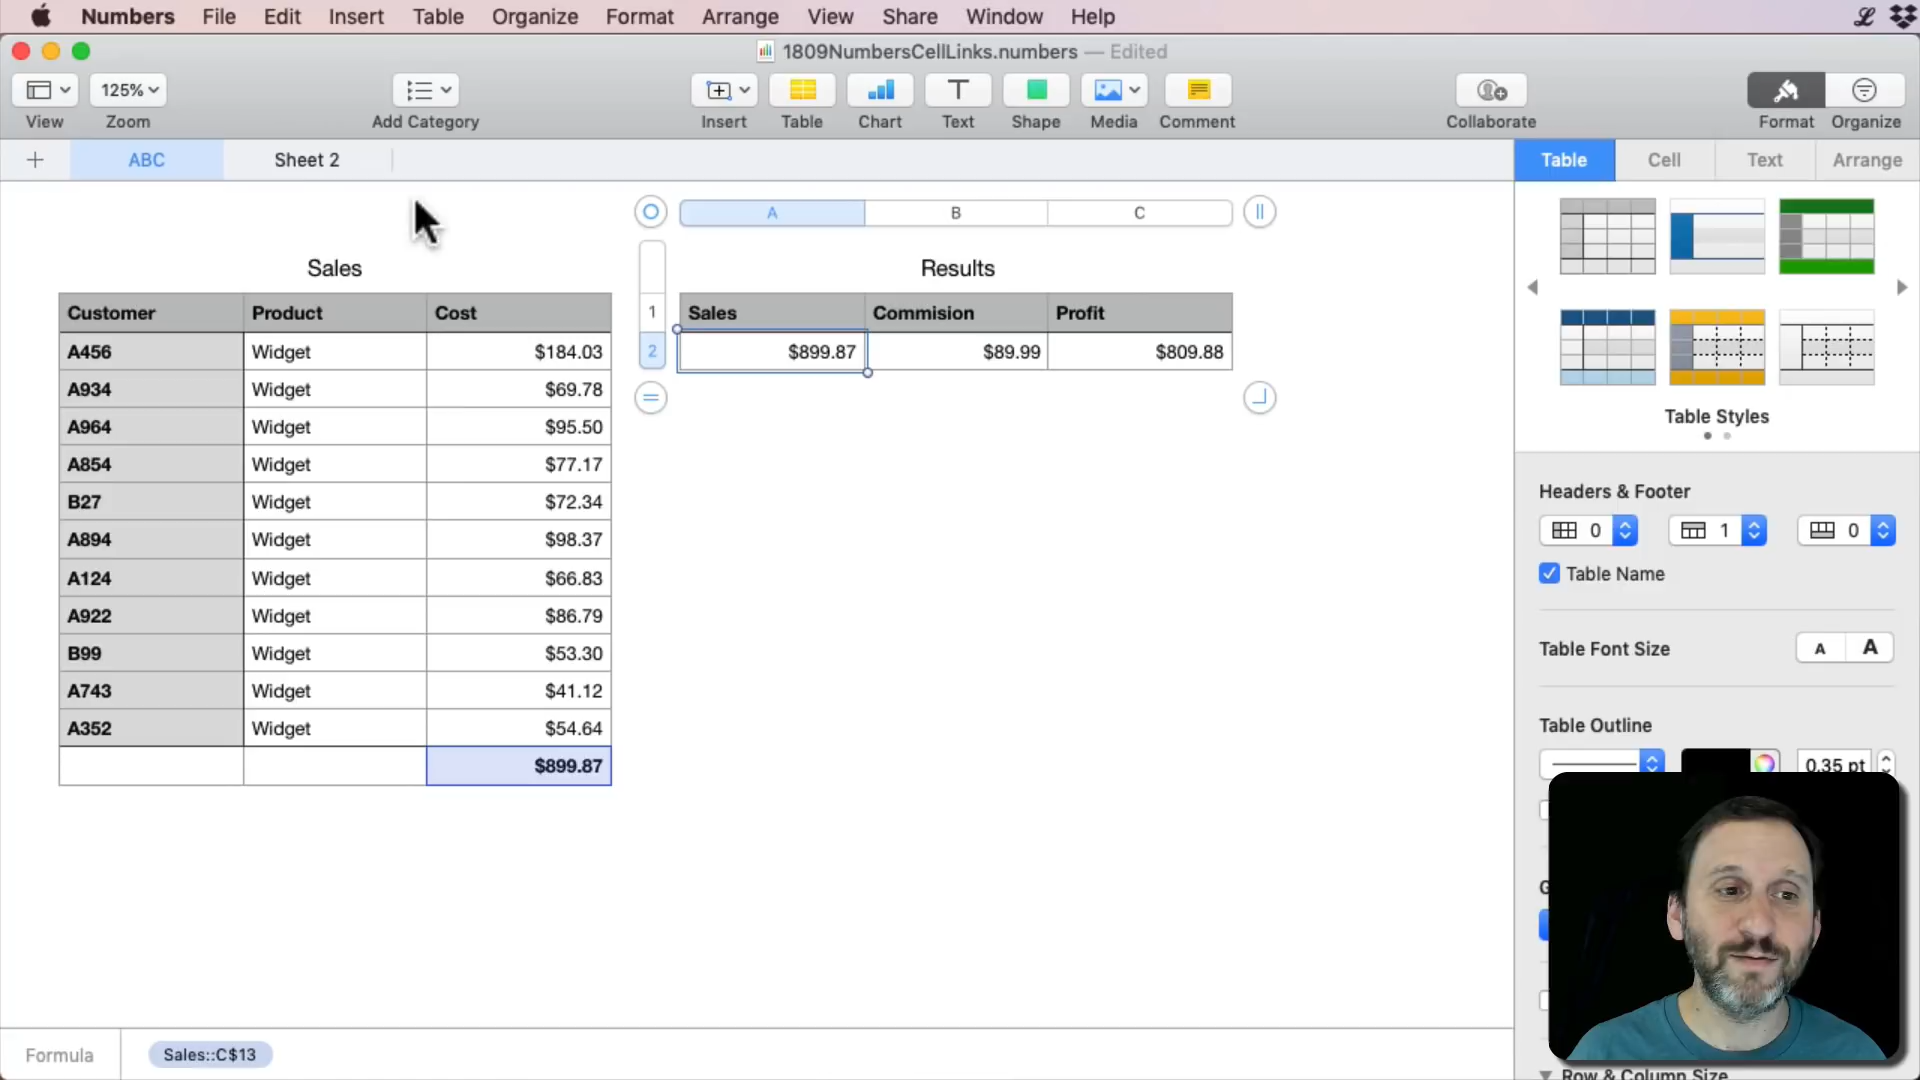 Numbers File Edit Insert Table Organize Format Arrange View Share Window Help
1809NumbersCellLinks.numbers — Edited
125%
View Zoom Add Category Insert Table Chart Text Shape Media Comment Collaborate Format Organize
ABC Sheet 2
Table Cell Text Arrange
A B C
Sales
Customer Product Cost
A456 Widget $184.03
A934 Widget $69.78
A964 Widget $95.50
A854 Widget $77.17
B27 Widget $72.34
A894 Widget $98.37
A124 Widget $66.83
A922 Widget $86.79
B99 Widget $53.30
A743 Widget $41.12
A352 Widget $54.64
$899.87
Results
1 Sales Commision Profit
2 $899.87 $89.99 $809.88
Table Styles
Headers & Footer
0 1 0
Table Name
Table Font Size A A
Table Outline
0.35 pt
Row & Column Size
Formula Sales::C$13